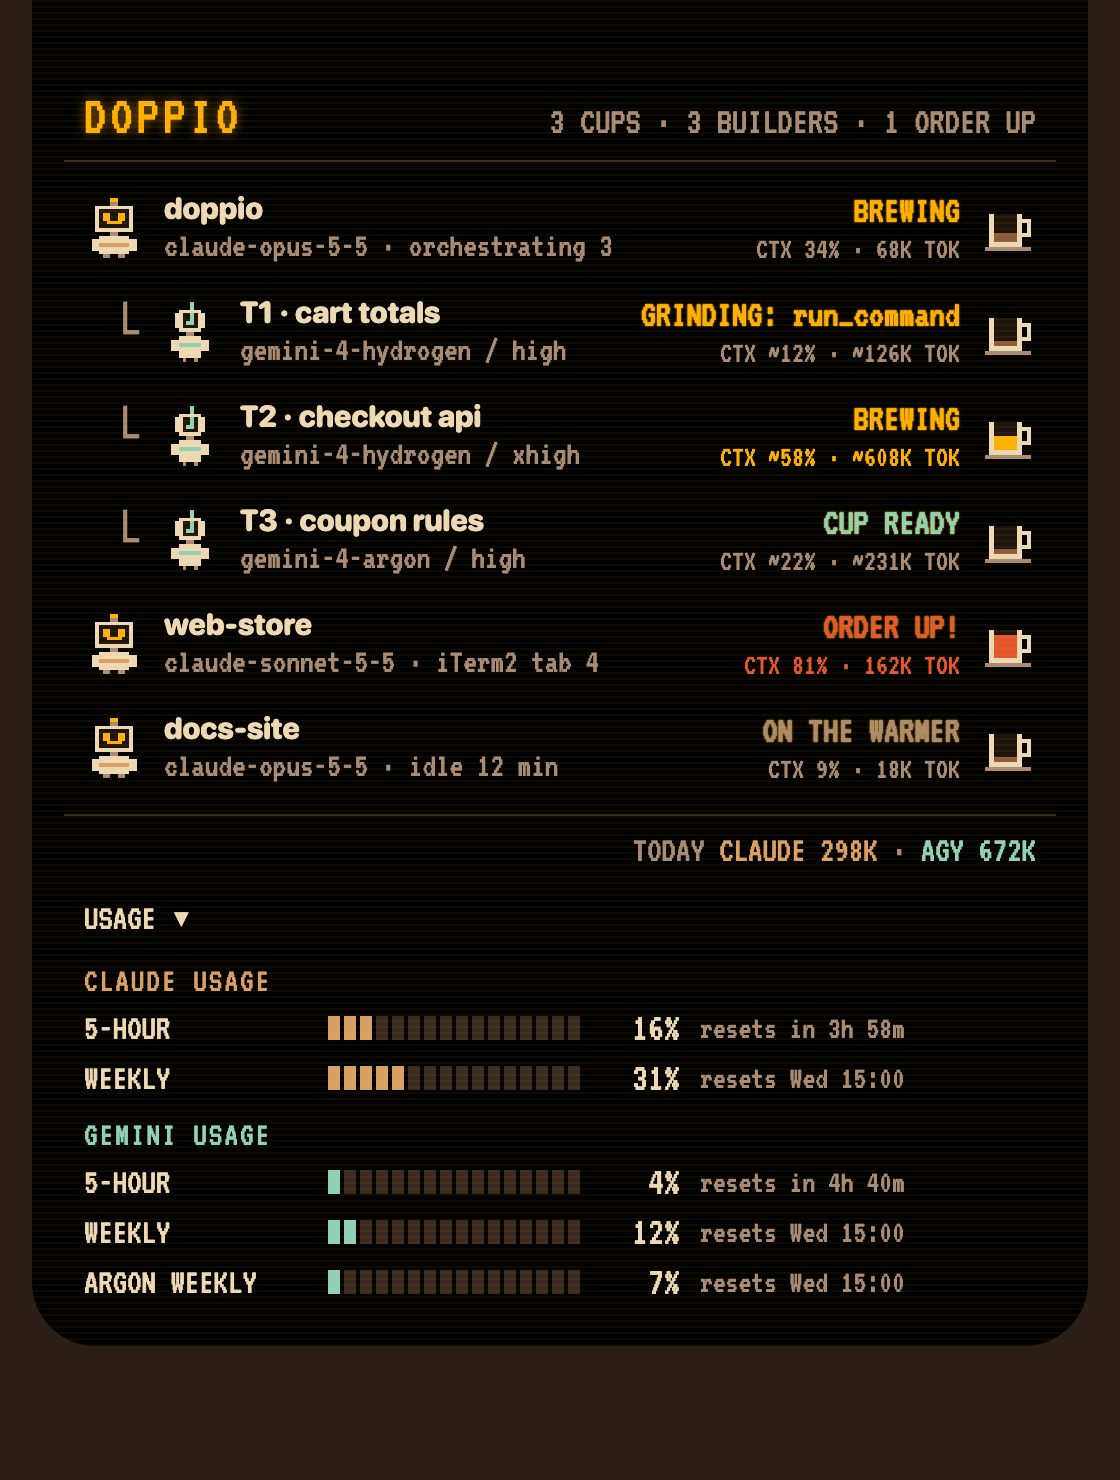 DOPPIO
3 CUPS · 3 BUILDERS · 1 ORDER UP
doppio
BREWING
claude-opus-5-5 · orchestrating 3
CTX 34% · 68K TOK
T1 · cart totals
GRINDING: run_command
gemini-4-hydrogen / high
CTX ~12% · ~126K TOK
T2 · checkout api
BREWING
gemini-4-hydrogen / xhigh
CTX ~58% · ~608K TOK
T3 · coupon rules
CUP READY
gemini-4-argon / high
CTX ~22% · ~231K TOK
web-store
ORDER UP!
claude-sonnet-5-5 · iTerm2 tab 4
CTX 81% · 162K TOK
docs-site
ON THE WARMER
claude-opus-5-5 · idle 12 min
CTX 9% · 18K TOK
TODAY CLAUDE 298K · AGY 672K
USAGE ▼
CLAUDE USAGE
5-HOUR 16% resets in 3h 58m
WEEKLY 31% resets Wed 15:00
GEMINI USAGE
5-HOUR 4% resets in 4h 40m
WEEKLY 12% resets Wed 15:00
ARGON WEEKLY 7% resets Wed 15:00